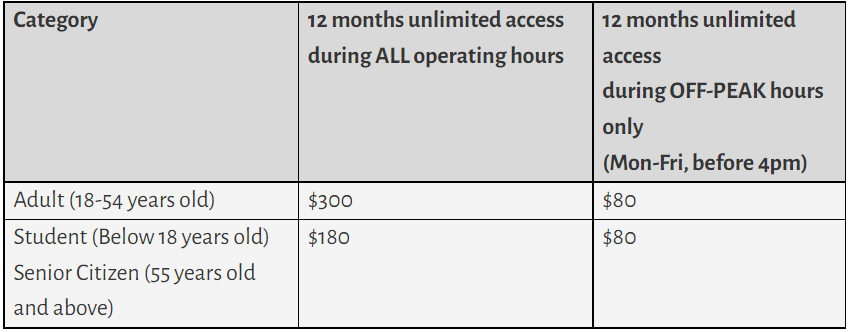 Category
12 months unlimited access
during ALL operating hours
12 months unlimited
access
during OFF-PEAK hours
only
(Mon-Fri, before 4pm)
Adult (18-54 years old)
$300
$80
Student (Below 18 years old)
Senior Citizen (55 years old
and above)
$180
$80